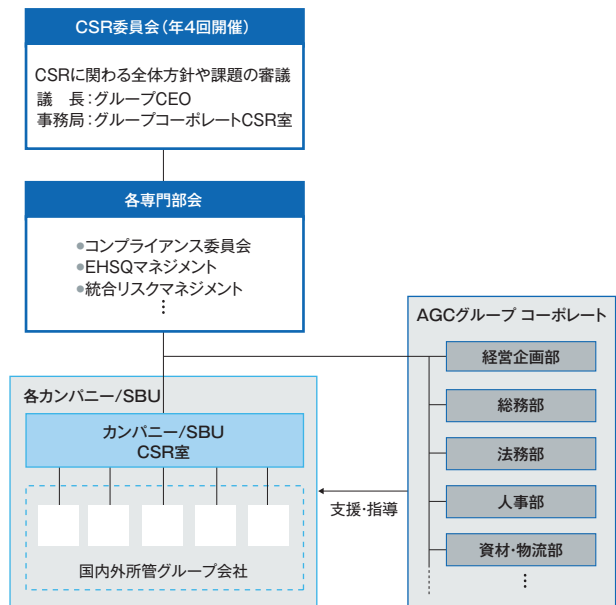 CSR委員会（年4回開催）
CSRに関わる全体方針や課題の審議
議　長：グループCEO
事務局：グループコーポレートCSR室
各専門部会
●コンプライアンス委員会
●EHSQマネジメント
●統合リスクマネジメント
⋮
AGCグループ コーポレート
経営企画部
総務部
法務部
人事部
資材・物流部
⋮
各カンパニー/SBU
カンパニー/SBU
CSR室
支援・指導
国内外所管グループ会社